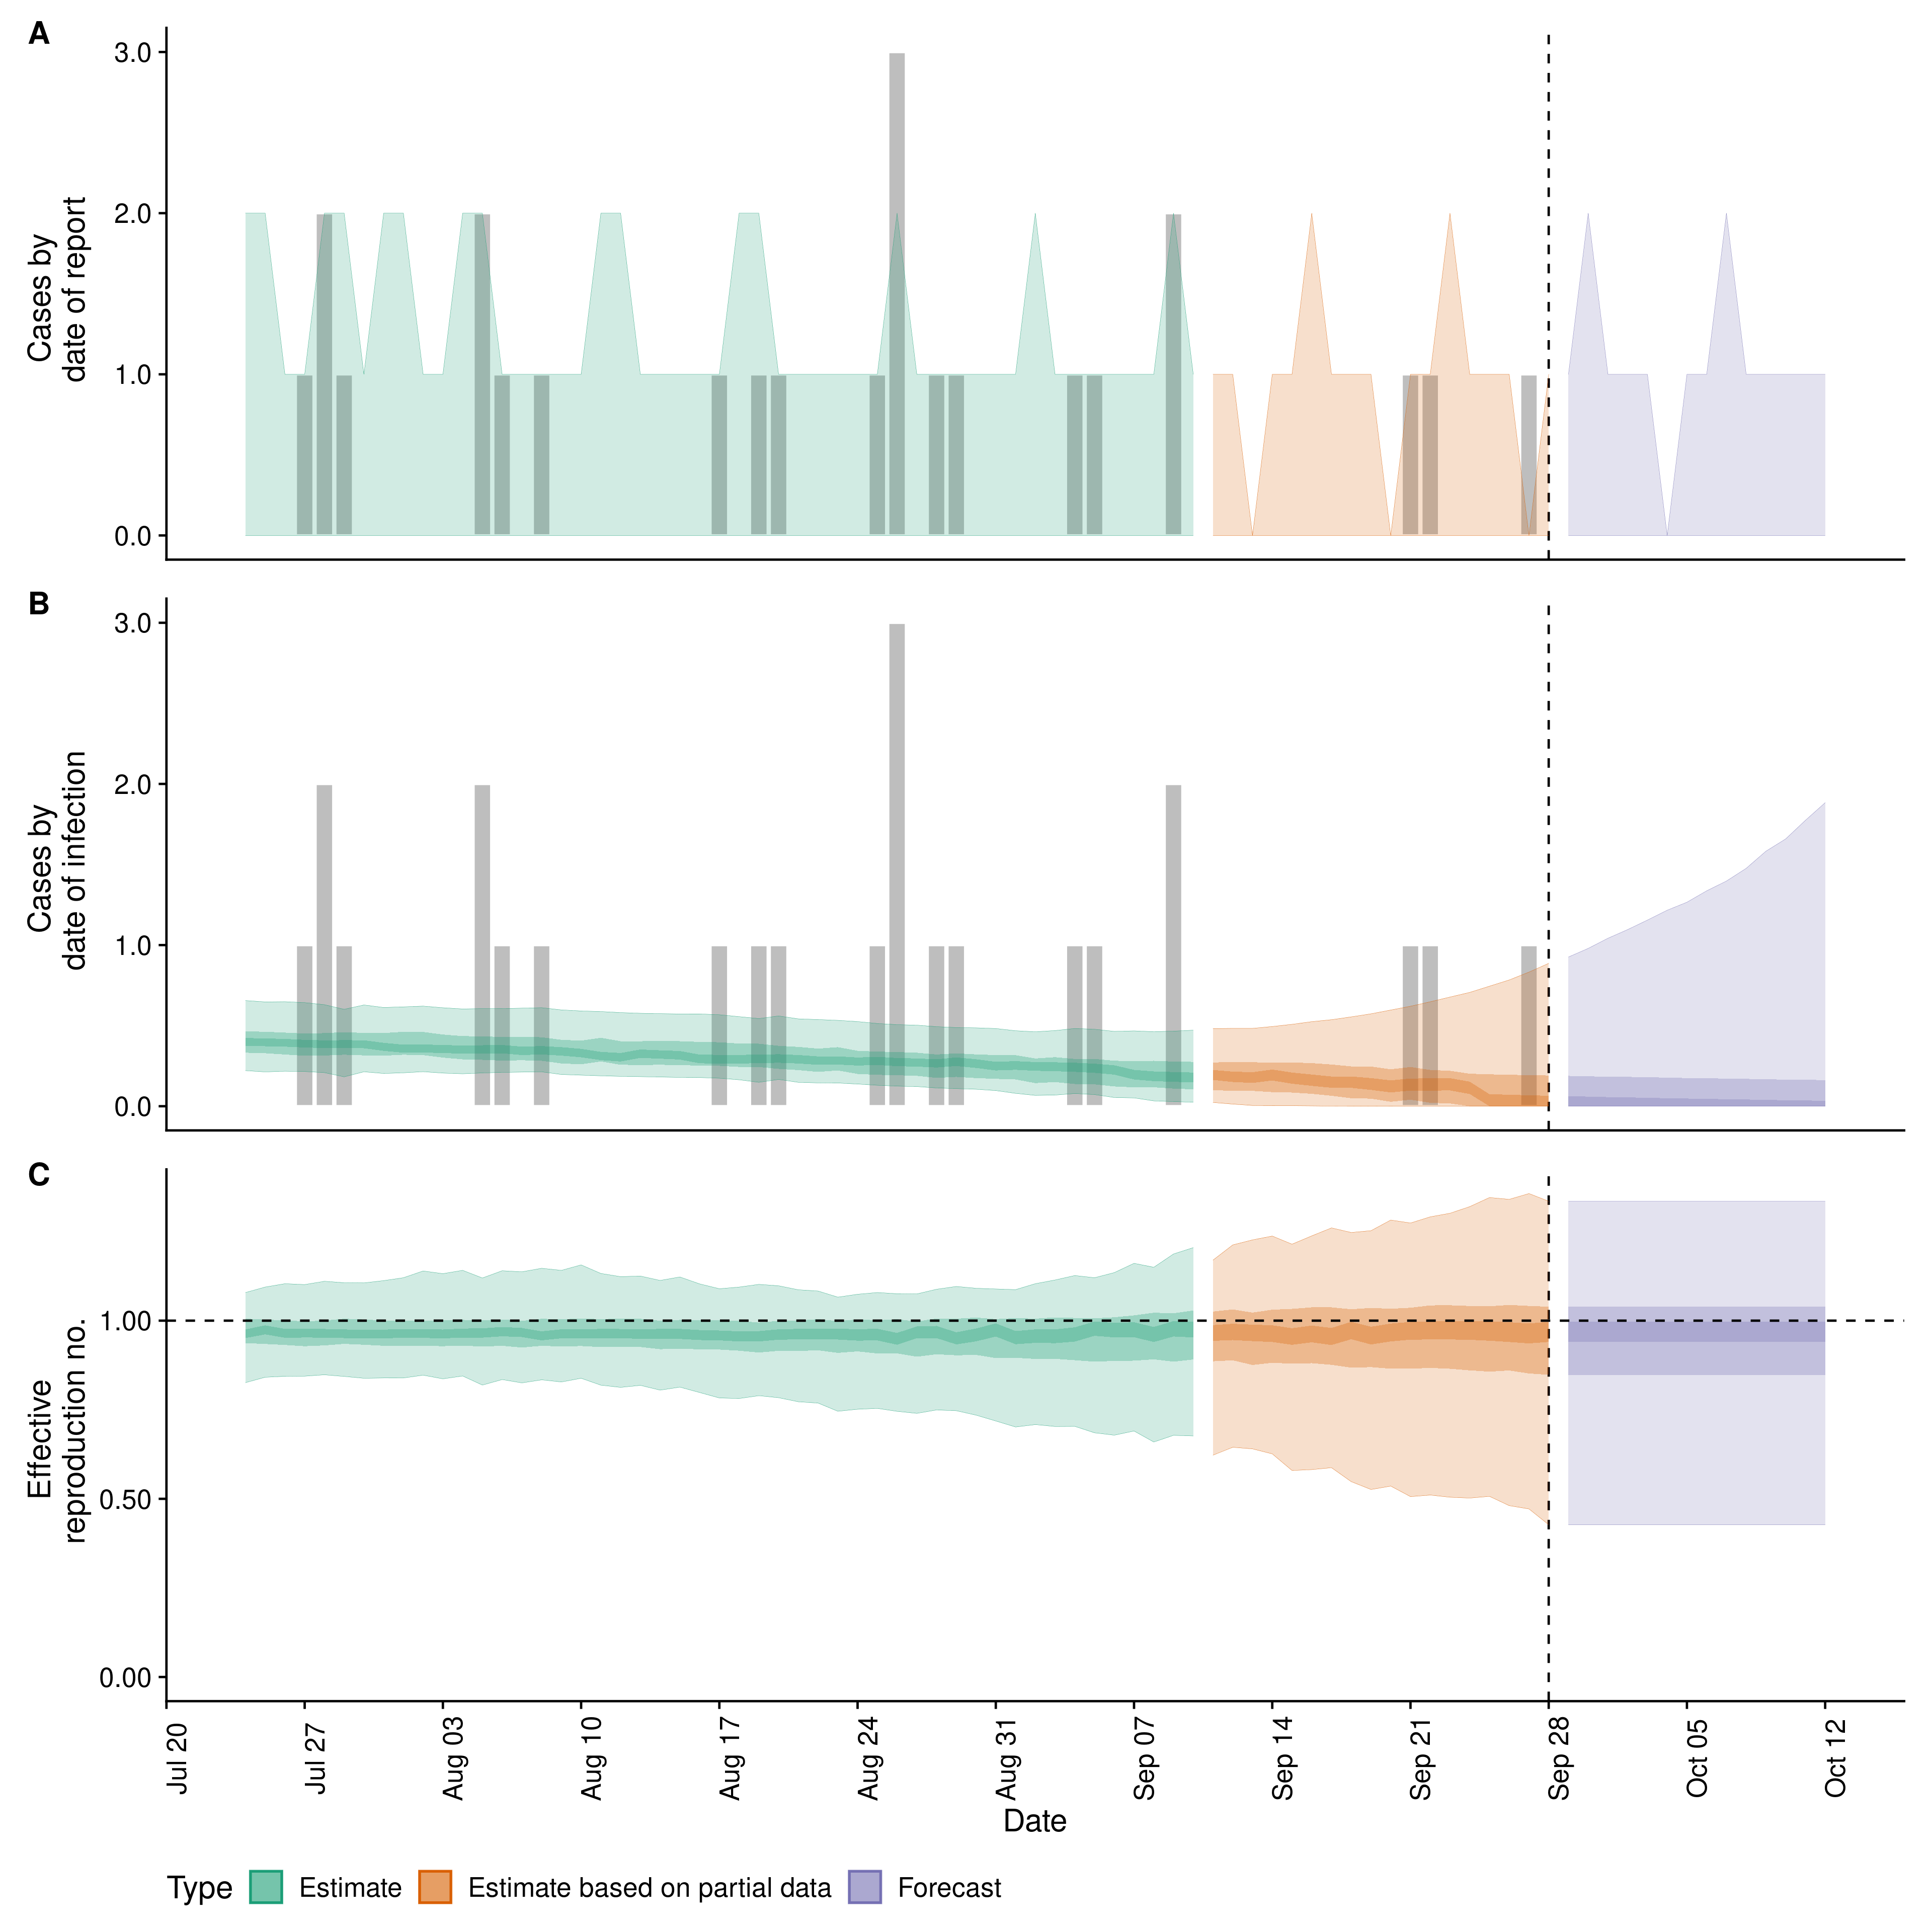 A
Cases by
date of report
3.0
2.0
1.0
0.0
B
Cases by
date of infection
3.0
2.0
1.0
0.0
C
Effective
reproduction no.
1.00
0.50
0.00
Jul 20
Jul 27
Aug 03
Aug 10
Aug 17
Aug 24
Aug 31
Sep 07
Sep 14
Sep 21
Sep 28
Oct 05
Oct 12
Date
Type Estimate Estimate based on partial data Forecast